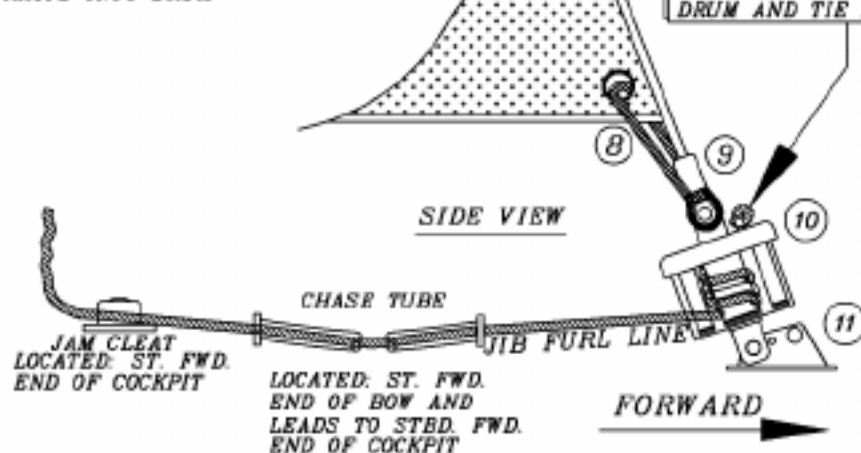 DRUM AND TIE
8
9
SIDE VIEW
10
CHASE TUBE
JIB FURL LINE
11
JAM CLEAT
LOCATED: ST. FWD.
END OF COCKPIT
LOCATED: ST. FWD.
END OF BOW AND
LEADS TO STBD. FWD.
END OF COCKPIT
FORWARD